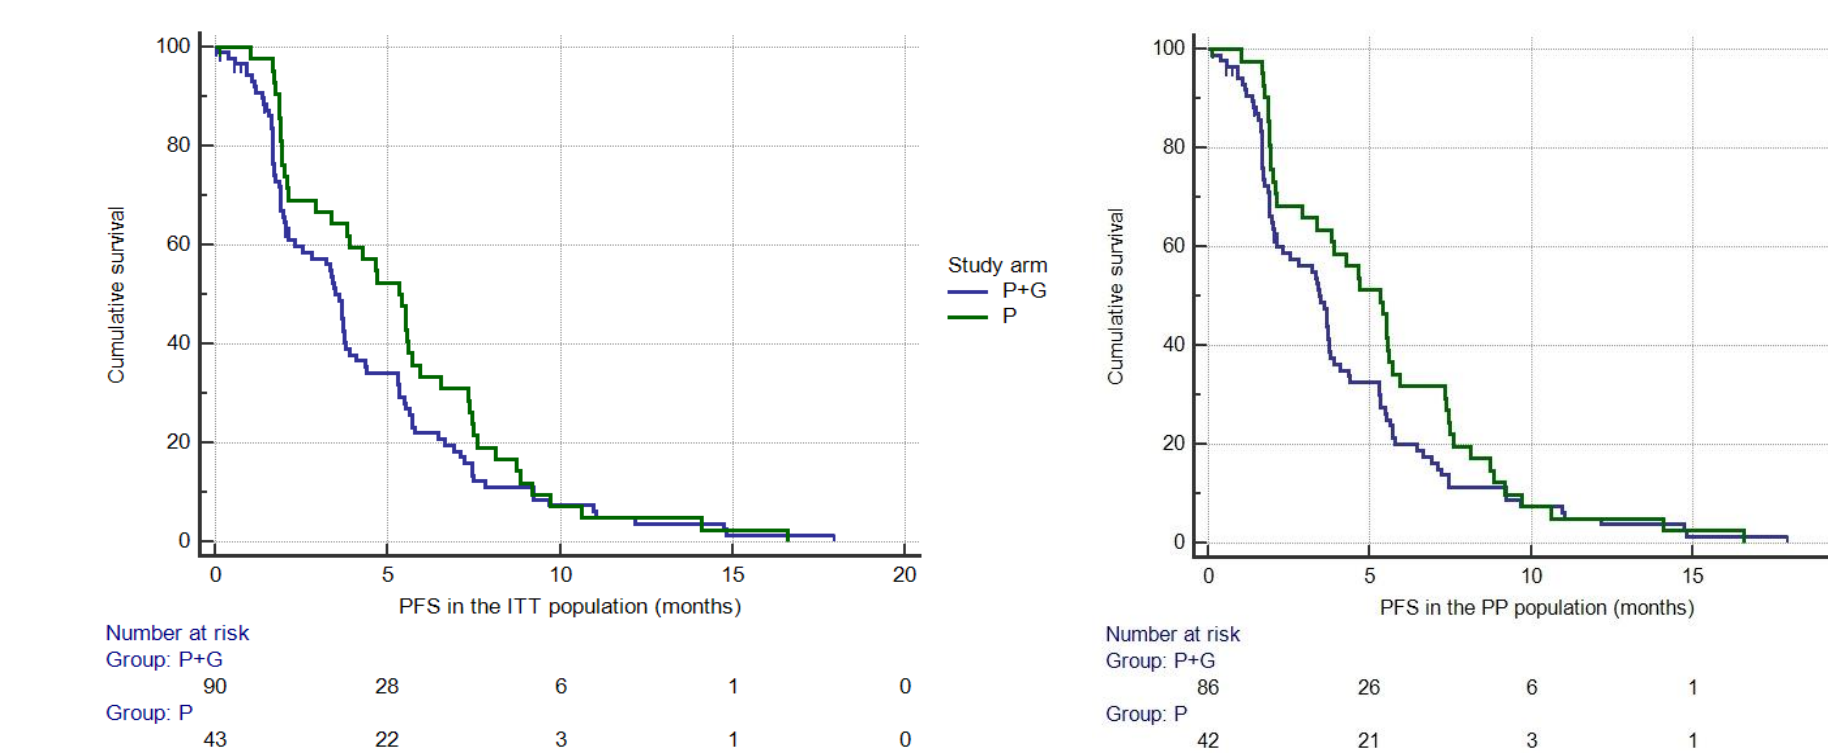 100
80
60
40
20
0
Cumulative survival
0 5 10 15 20
PFS in the ITT population (months)
Number at risk
Group: P+G
90 28 6 1 0
Group: P
43 22 3 1 0
Study arm
P+G
P
100
80
60
40
20
0
Cumulative survival
0 5 10 15
PFS in the PP population (months)
Number at risk
Group: P+G
86 26 6 1
Group: P
42 21 3 1